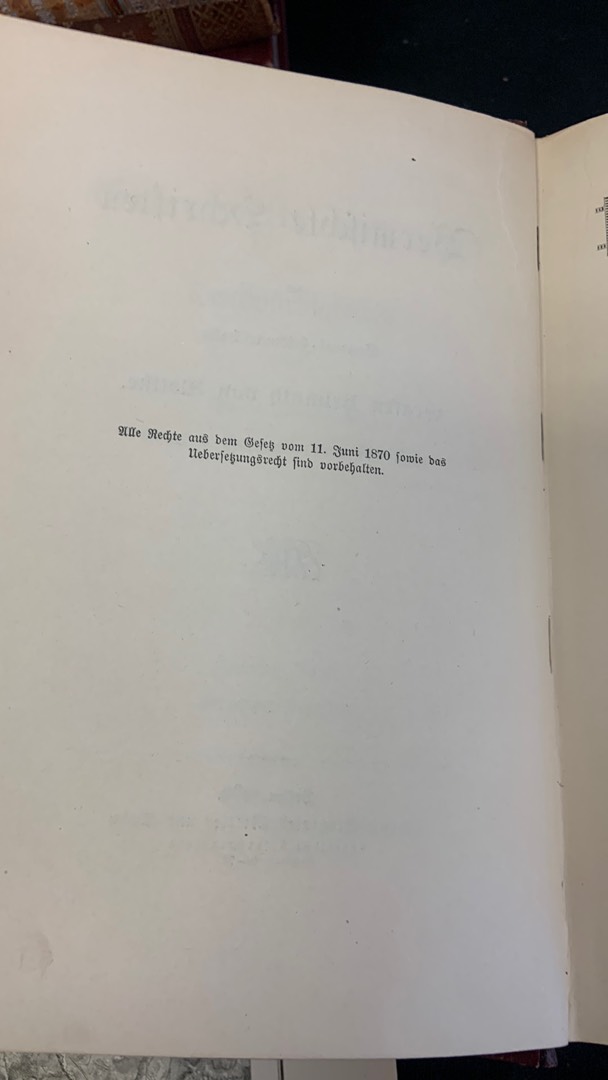 Alle Rechte aus dem Gesetz vom 11. Juni 1870 sowie das
Uebersetzungsrecht sind vorbehalten.